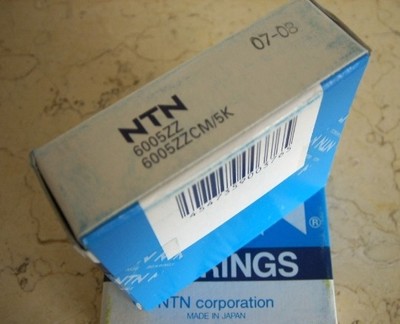 07-08
NTN
6005ZZ
6005ZZCM/5K
RINGS
®
NTN corporation
MADE IN JAPAN